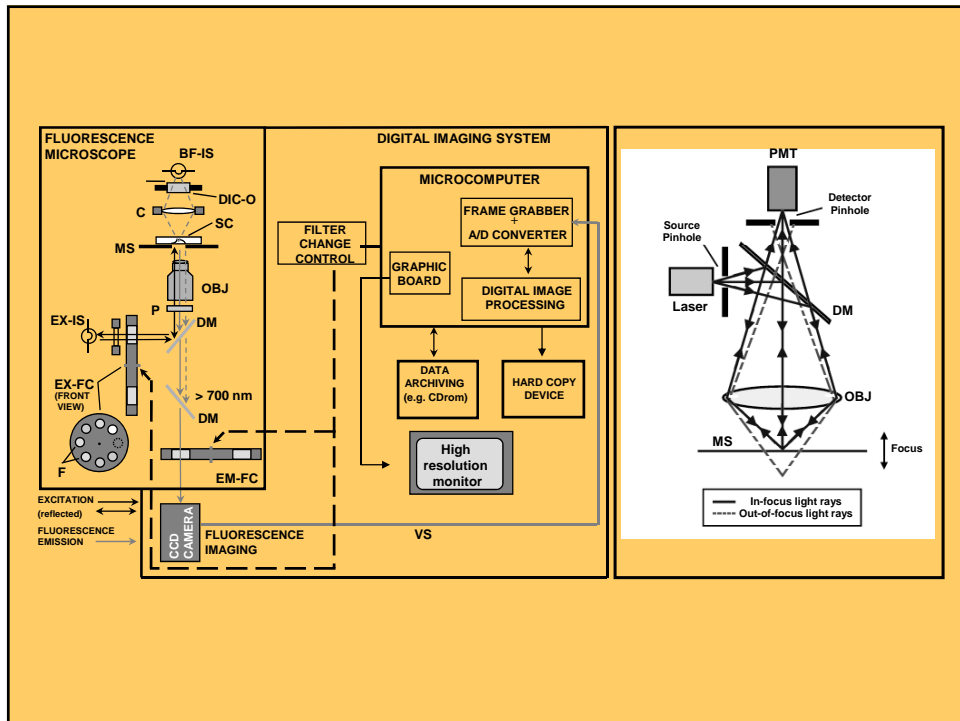 FLUORESCENCE
MICROSCOPE
BF-IS
DIC-O
C
SC
MS
OBJ
P
DM
EX-IS
EX-FC
(FRONT
VIEW)
> 700 nm
DM
F
EM-FC
EXCITATION
(reflected)
FLUORESCENCE
EMISSION
CCD
CAMERA
FLUORESCENCE
IMAGING
DIGITAL IMAGING SYSTEM
MICROCOMPUTER
FILTER
CHANGE
CONTROL
FRAME GRABBER
+
A/D CONVERTER
GRAPHIC
BOARD
DIGITAL IMAGE
PROCESSING
DATA
ARCHIVING
(e.g. CDrom)
HARD COPY
DEVICE
High
resolution
monitor
VS
PMT
Detector
Pinhole
Source
Pinhole
Laser
DM
OBJ
MS
Focus
In-focus light rays
Out-of-focus light rays